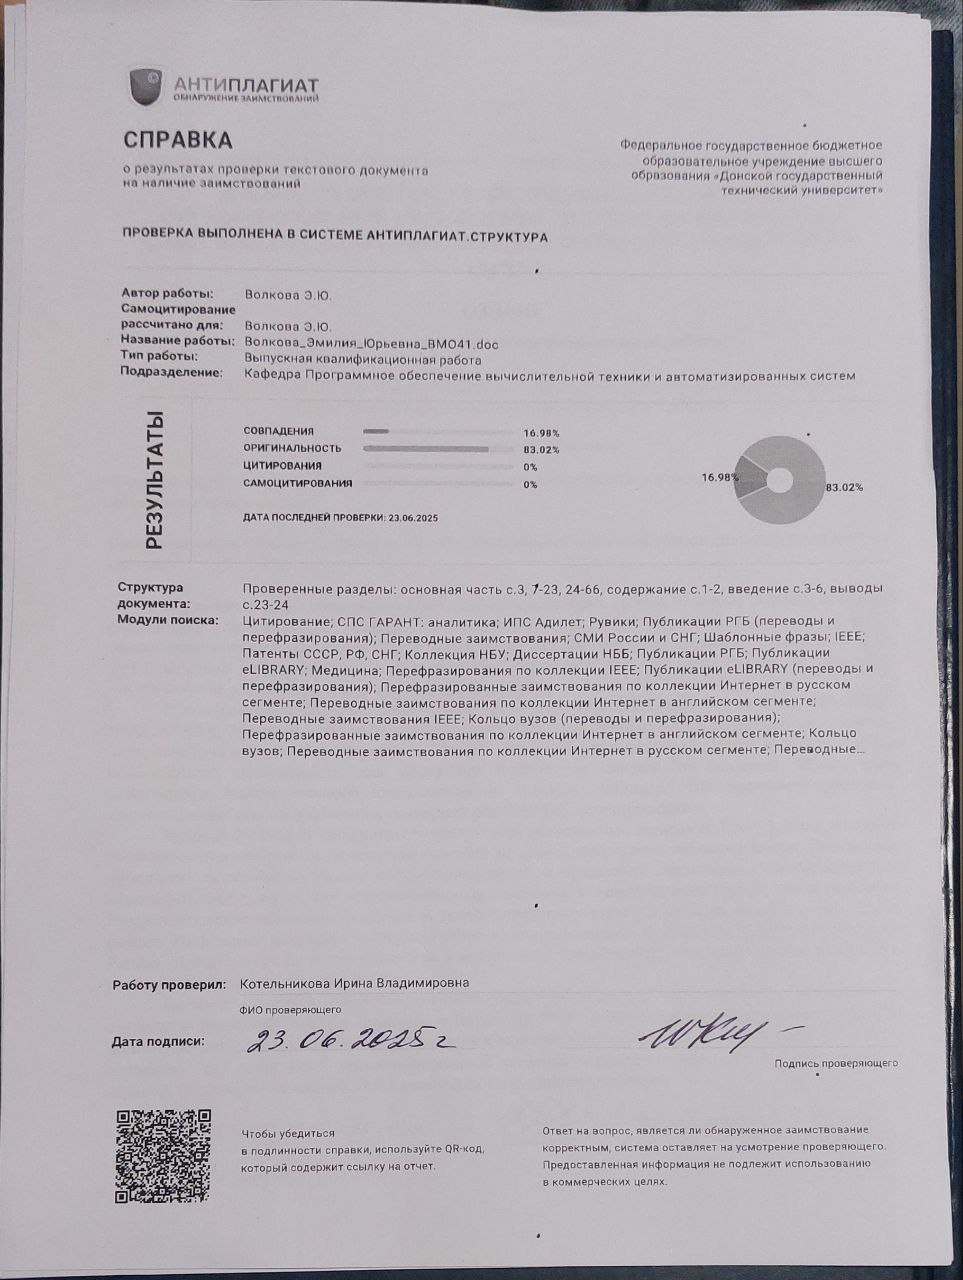 АНТИПЛАГИАТ
ОБНАРУЖЕНИЕ ЗАИМСТВОВАНИЙ
СПРАВКА
о результатах проверки текстового документа
на наличие заимствований
Федеральное государственное бюджетное
образовательное учреждение высшего
образования «Донской государственный
технический университет»
ПРОВЕРКА ВЫПОЛНЕНА В СИСТЕМЕ АНТИПЛАГИАТ.СТРУКТУРА
Автор работы: Волкова Э.Ю.
Самоцитирование
рассчитано для: Волкова Э.Ю.
Название работы: Волкова_Эмилия_Юрьевна_ВМО41.doc
Тип работы: Выпускная квалификационная работа
Подразделение: Кафедра Программное обеспечение вычислительной техники и автоматизированных систем
РЕЗУЛЬТАТЫ
СОВПАДЕНИЯ 16.98%
ОРИГИНАЛЬНОСТЬ 83.02%
ЦИТИРОВАНИЯ 0%
САМОЦИТИРОВАНИЯ 0%
16.98%
83.02%
ДАТА ПОСЛЕДНЕЙ ПРОВЕРКИ: 23.06.2025
Структура Проверенные разделы: основная часть с.3, 7-23, 24-66, содержание с.1-2, введение с.3-6, выводы
документа: с.23-24
Модули поиска: Цитирование; СПС ГАРАНТ: аналитика; ИПС Адилет; Рувики; Публикации РГБ (переводы и
перефразирования); Переводные заимствования; СМИ России и СНГ; Шаблонные фразы; IEEE;
Патенты СССР, РФ, СНГ; Коллекция НБУ; Диссертации НББ; Публикации РГБ; Публикации
eLIBRARY; Медицина; Перефразирования по коллекции IEEE; Публикации eLIBRARY (переводы и
перефразирования); Перефразированные заимствования по коллекции Интернет в русском
сегменте; Переводные заимствования по коллекции Интернет в английском сегменте;
Переводные заимствования IEEE; Кольцо вузов (переводы и перефразирования);
Перефразированные заимствования по коллекции Интернет в английском сегменте; Кольцо
вузов; Переводные заимствования по коллекции Интернет в русском сегменте; Переводные...
Работу проверил: Котельникова Ирина Владимировна
ФИО проверяющего
Дата подписи: 23.06.2025 г
Подпись проверяющего
Чтобы убедиться
в подлинности справки, используйте QR-код,
который содержит ссылку на отчет.
Ответ на вопрос, является ли обнаруженное заимствование
корректным, система оставляет на усмотрение проверяющего.
Предоставленная информация не подлежит использованию
в коммерческих целях.